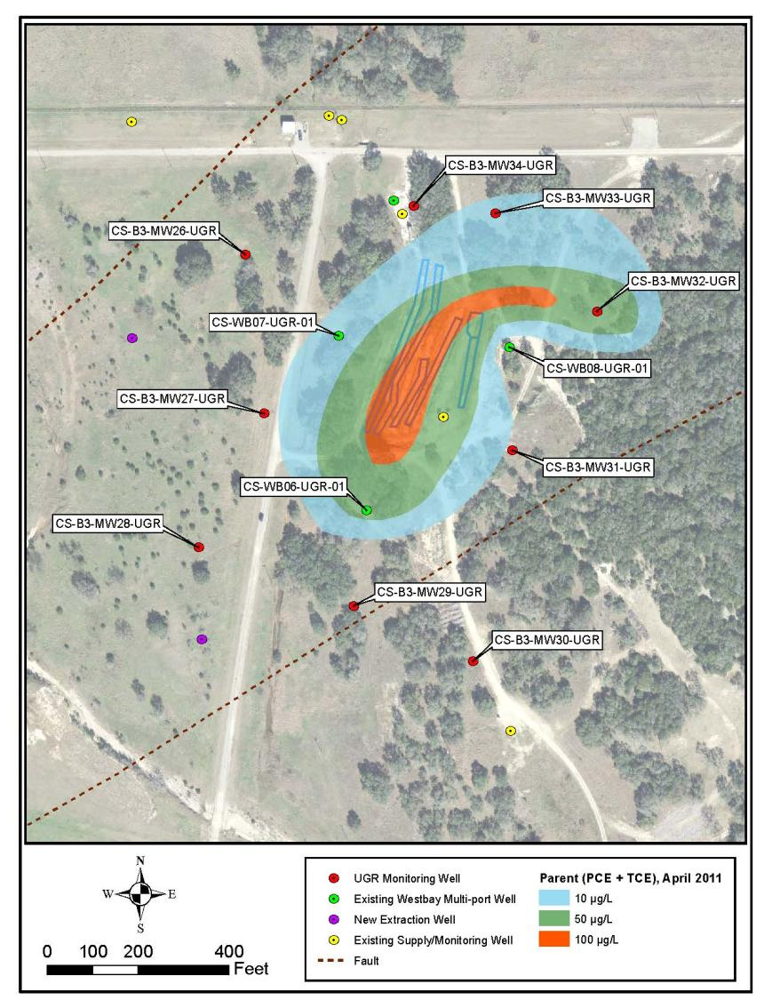 CS-B3-MW34-UGR
CS-B3-MW33-UGR
CS-B3-MW26-UGR
CS-B3-MW32-UGR
CS-WB07-UGR-01
CS-WB08-UGR-01
CS-B3-MW27-UGR
CS-B3-MW31-UGR
CS-WB06-UGR-01
CS-B3-MW28-UGR
CS-B3-MW29-UGR
CS-B3-MW30-UGR
N
W E
S
0 100 200 400
Feet
UGR Monitoring Well
Existing Westbay Multi-port Well
New Extraction Well
Existing Supply/Monitoring Well
Fault
Parent (PCE + TCE), April 2011
10 µg/L
50 µg/L
100 µg/L